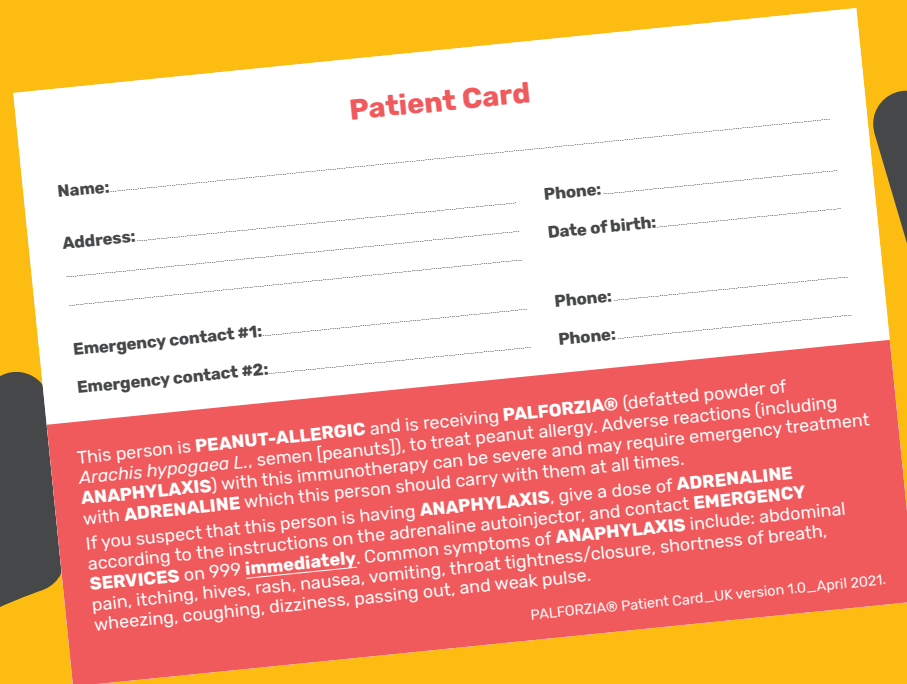 Patient Card
Name:
Phone:
Address:
Date of birth:
Emergency contact #1:
Phone:
Emergency contact #2:
Phone:
This person is PEANUT-ALLERGIC and is receiving PALFORZIA® (defatted powder of
Arachis hypogaea L., semen [peanuts]), to treat peanut allergy. Adverse reactions (including
ANAPHYLAXIS) with this immunotherapy can be severe and may require emergency treatment
with ADRENALINE which this person should carry with them at all times.
If you suspect that this person is having ANAPHYLAXIS, give a dose of ADRENALINE
according to the instructions on the adrenaline autoinjector, and contact EMERGENCY
SERVICES on 999 immediately. Common symptoms of ANAPHYLAXIS include: abdominal
pain, itching, hives, rash, nausea, vomiting, throat tightness/closure, shortness of breath,
wheezing, coughing, dizziness, passing out, and weak pulse.
PALFORZIA® Patient Card_UK version 1.0_April 2021.